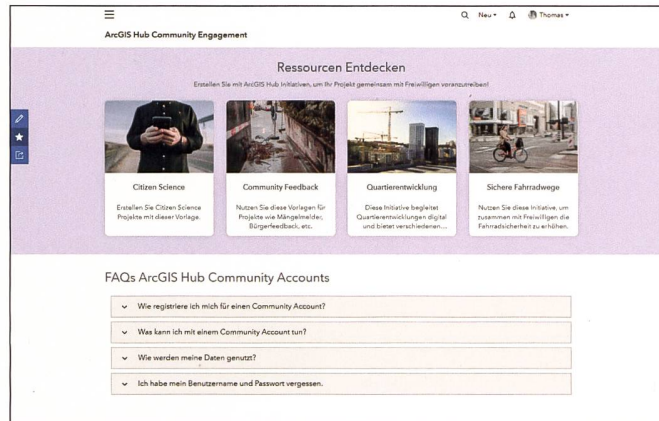 Neu
Thomas
ArcGIS Hub Community Engagement
Ressourcen Entdecken
Erstellen Sie mit ArcGIS Hub Initiativen, um Ihr Projekt gemeinsam mit Freiwilligen voranzutreiben!
Citizen Science
Erstellen Sie Citizen Science
Projekte mit dieser Vorlage.
Community Feedback
Nutzen Sie diese Vorlagen für
Projekte wie Mängelmelder,
Bürgerfeedback, etc.
Quartierentwicklung
Diese Initiative begleitet
Quartierentwicklungen digital
und bietet verschiedenen...
Sichere Fahrradwege
Nutzen Sie diese Initiative, um
zusammen mit Freiwilligen die
Fahrradsicherheit zu erhöhen.
FAQs ArcGIS Hub Community Accounts
Wie registriere ich mich für einen Community Account?
Was kann ich mit einem Community Account tun?
Wie werden meine Daten genutzt?
Ich habe mein Benutzername und Passwort vergessen.